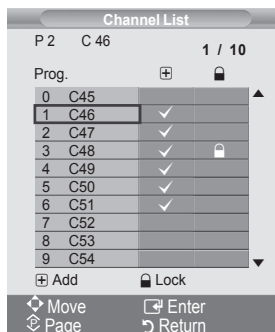 Channel List
P 2 C 46
1 / 10
Prog.
0 C45
1 C46
2 C47
3 C48
4 C49
5 C50
6 C51
7 C52
8 C53
9 C54
Add Lock
Move Enter
Page Return